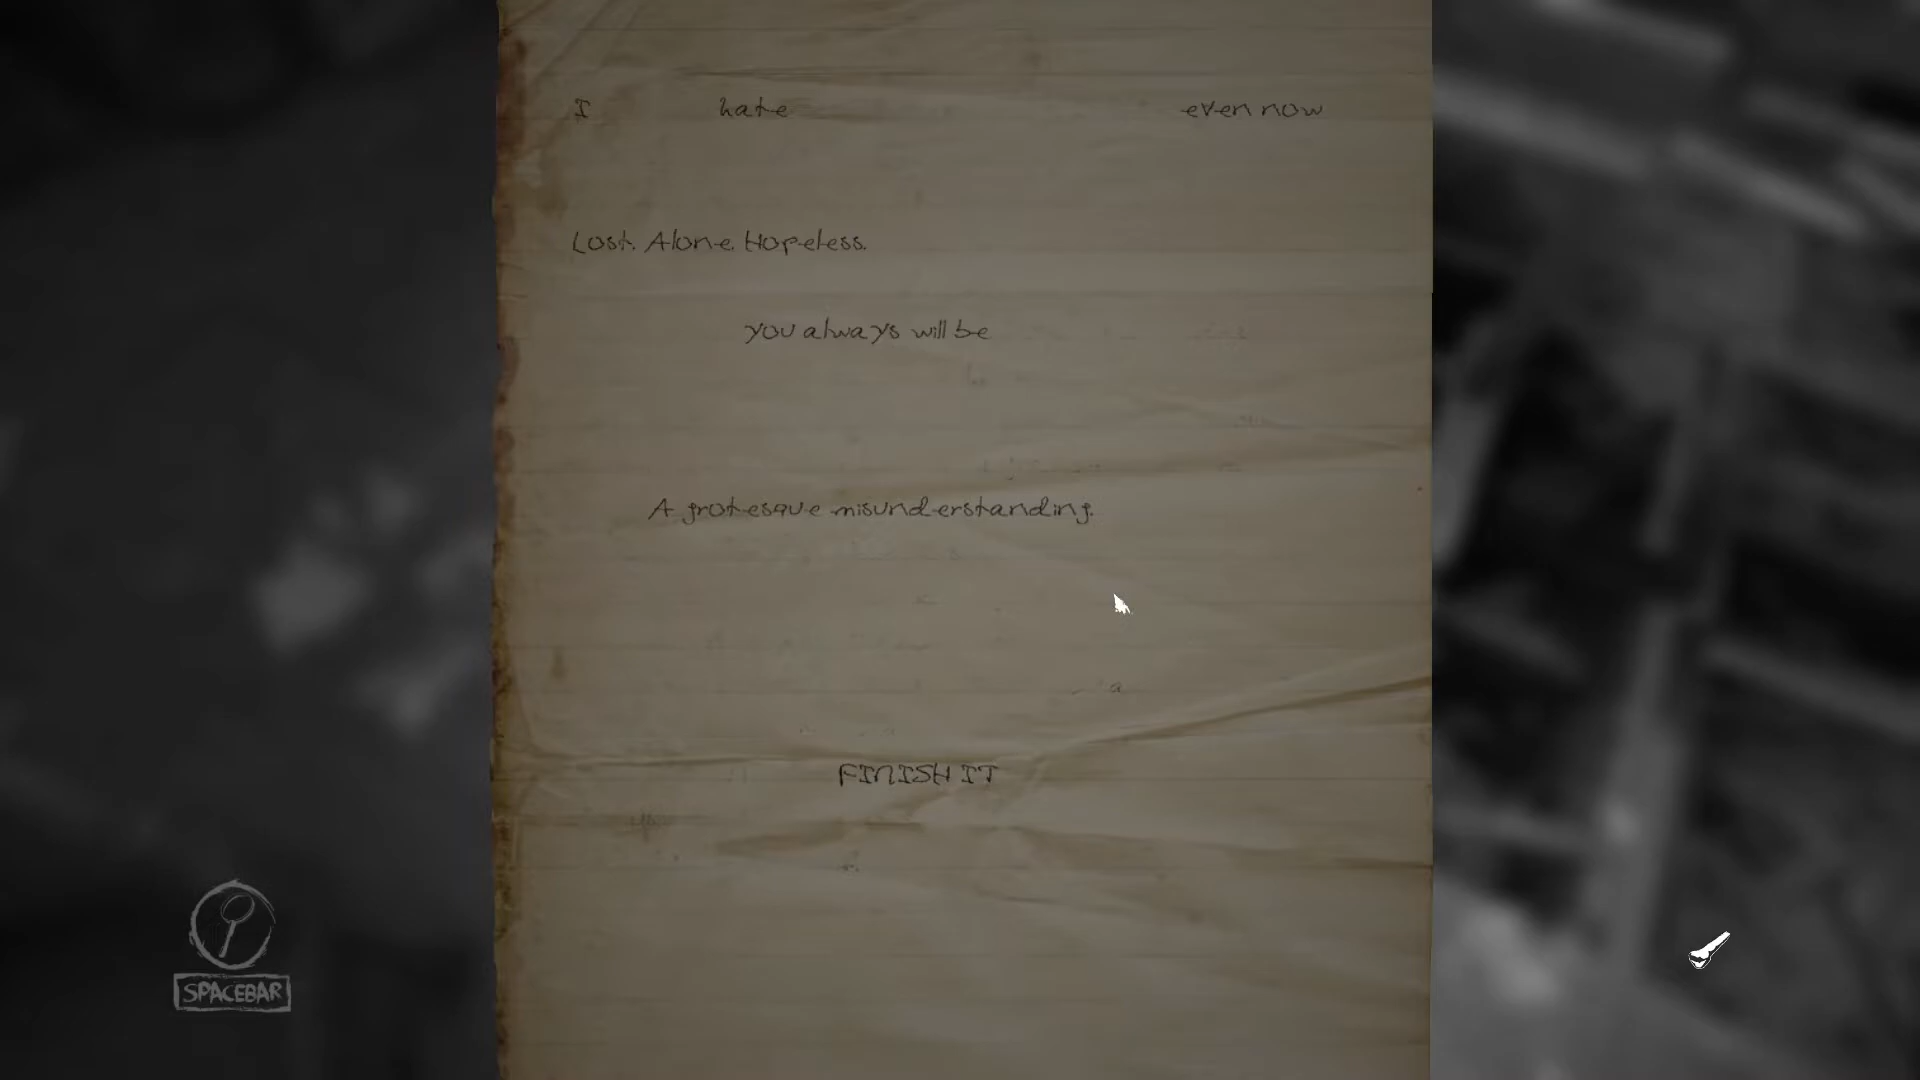 I hate even now
Lost. Alone. Hopeless.
you always will be
A grotesque misunderstanding.
FINISH IT
SPACEBAR